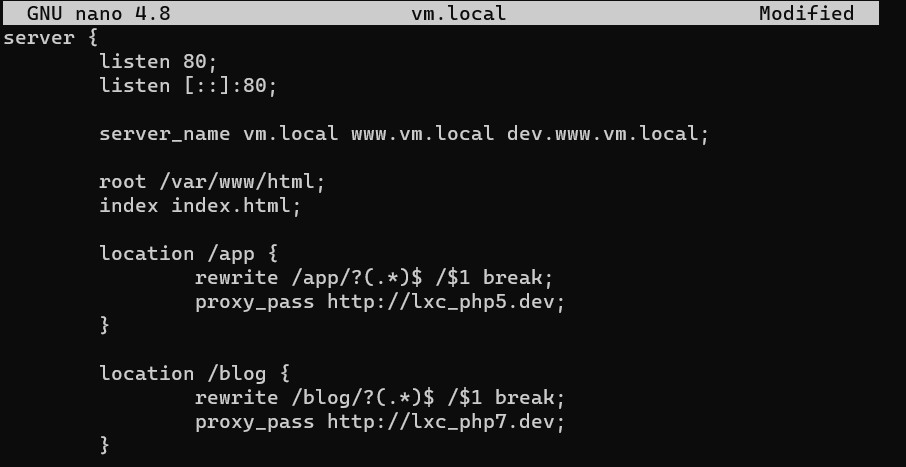 GNU nano 4.8 vm.local Modified
server {
        listen 80;
        listen [::]:80;

        server_name vm.local www.vm.local dev.www.vm.local;

        root /var/www/html;
        index index.html;

        location /app {
                rewrite /app/?(.*)$ /$1 break;
                proxy_pass http://lxc_php5.dev;
        }

        location /blog {
                rewrite /blog/?(.*)$ /$1 break;
                proxy_pass http://lxc_php7.dev;
        }